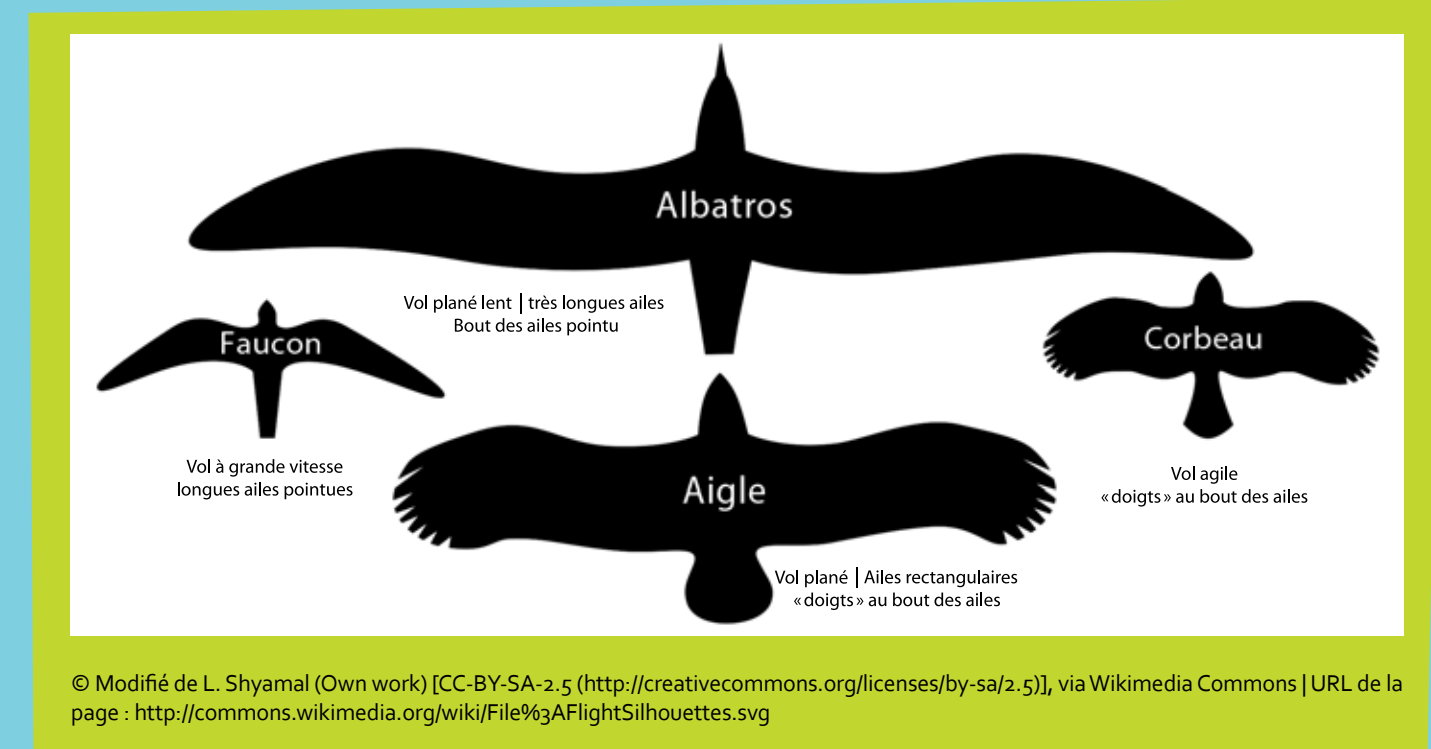 Albatros
Vol plané lent | très longues ailes
Bout des ailes pointu
Faucon
Vol à grande vitesse
longues ailes pointues
Corbeau
Vol agile
«doigts» au bout des ailes
Aigle
Vol plané | Ailes rectangulaires
«doigts» au bout des ailes
© Modifié de L. Shyamal (Own work) [CC-BY-SA-2.5 (http://creativecommons.org/licenses/by-sa/2.5)], via Wikimedia Commons | URL de la
page : http://commons.wikimedia.org/wiki/File%3AFlightSilhouettes.svg